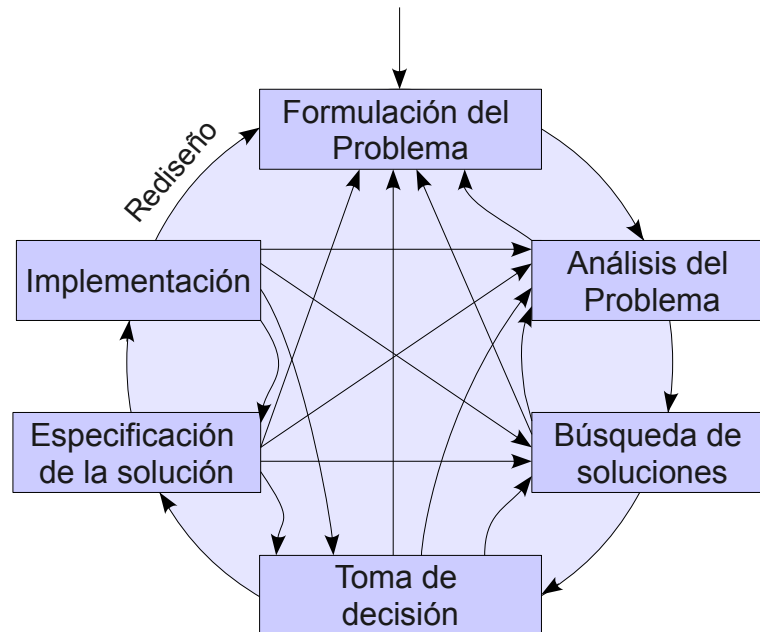 Formulación del
Problema
Rediseño
Implementación
Análisis del
Problema
Especificación
de la solución
Búsqueda de
soluciones
Toma de
decisión